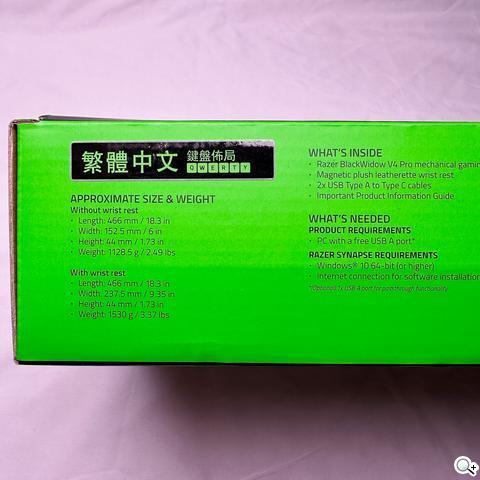 繁體中文 鍵盤佈局
QWERTY
APPROXIMATE SIZE & WEIGHT
Without wrist rest
• Length: 466 mm / 18.3 in
• Width: 152.5 mm / 6 in
• Height: 44 mm / 1.73 in
• Weight: 1128.5 g / 2.49 lbs
With wrist rest
• Length: 466 mm / 18.3 in
• Width: 237.5 mm / 9.35 in
• Height: 44 mm / 1.73 in
• Weight: 1530 g / 3.37 lbs
WHAT'S INSIDE
• Razer BlackWidow V4 Pro mechanical gamin
• Magnetic plush leatherette wrist rest
• 2x USB Type A to Type C cables
• Important Product Information Guide
WHAT'S NEEDED
PRODUCT REQUIREMENTS
• PC with a free USB A port*
RAZER SYNAPSE REQUIREMENTS
• Windows® 10 64-bit (or higher)
• Internet connection for software installation
*(Optional) 1x USB A port for passthrough functionality